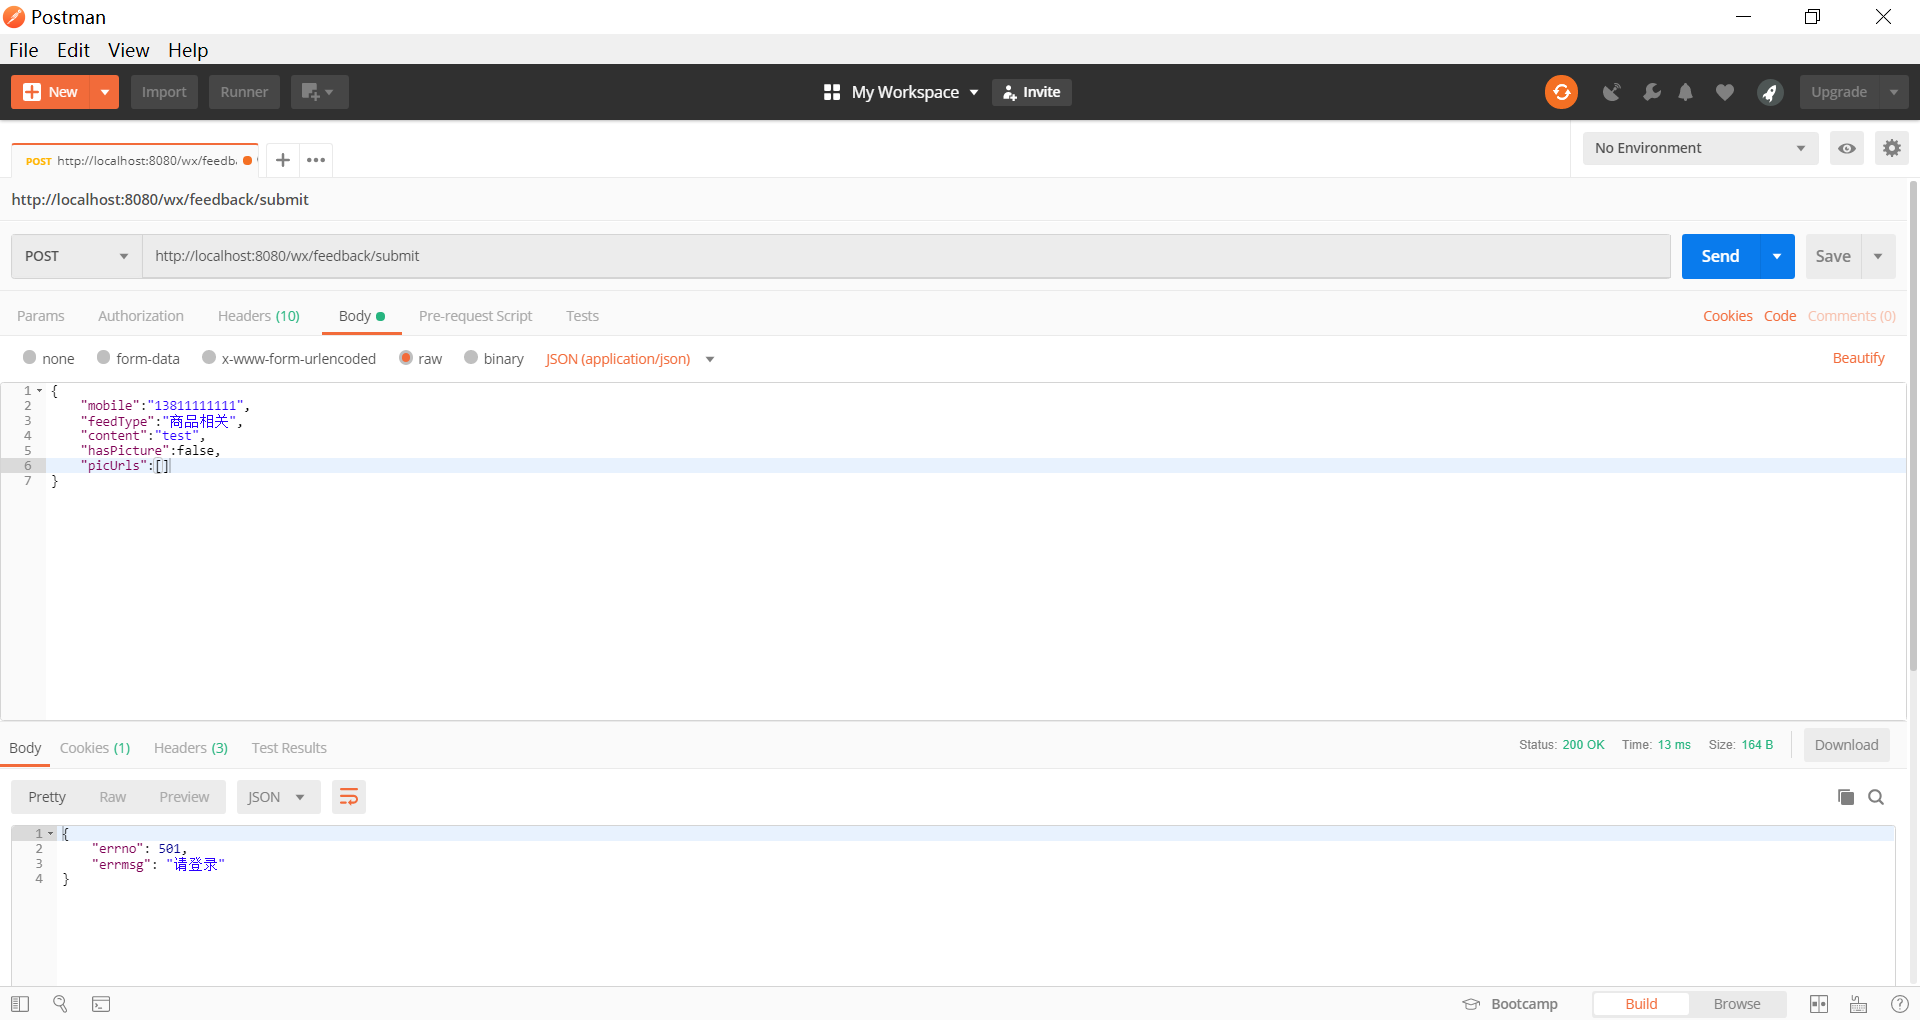 Postman
File Edit View Help
New Import Runner My Workspace Invite Upgrade
POST http://localhost:8080/wx/feedb No Environment
http://localhost:8080/wx/feedback/submit
POST http://localhost:8080/wx/feedback/submit Send Save
Params Authorization Headers (10) Body Pre-request Script Tests Cookies Code Comments (0)
none form-data x-www-form-urlencoded raw binary JSON (application/json) Beautify
1 {
2 "mobile":"13811111111",
3 "feedType":"商品相关",
4 "content":"test",
5 "hasPicture":false,
6 "picUrls":[]
7 }
Body Cookies (1) Headers (3) Test Results Status: 200 OK Time: 13 ms Size: 164 B Download
Pretty Raw Preview JSON
1 {
2 "errno": 501,
3 "errmsg": "请登录"
4 }
Bootcamp Build Browse